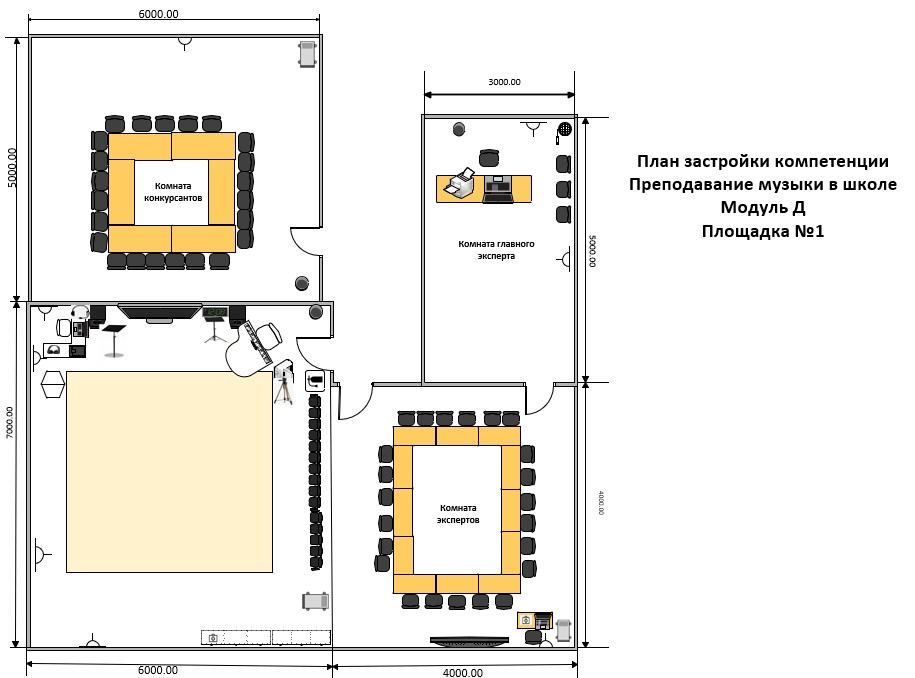 6000.00
3000.00
5000.00
Комната
конкурсантов
План застройки компетенции
Преподавание музыки в школе
Модуль Д
Площадка №1
Комната главного
эксперта
5000.00
7000.00
4000.00
Комната
экспертов
6000.00
4000.00